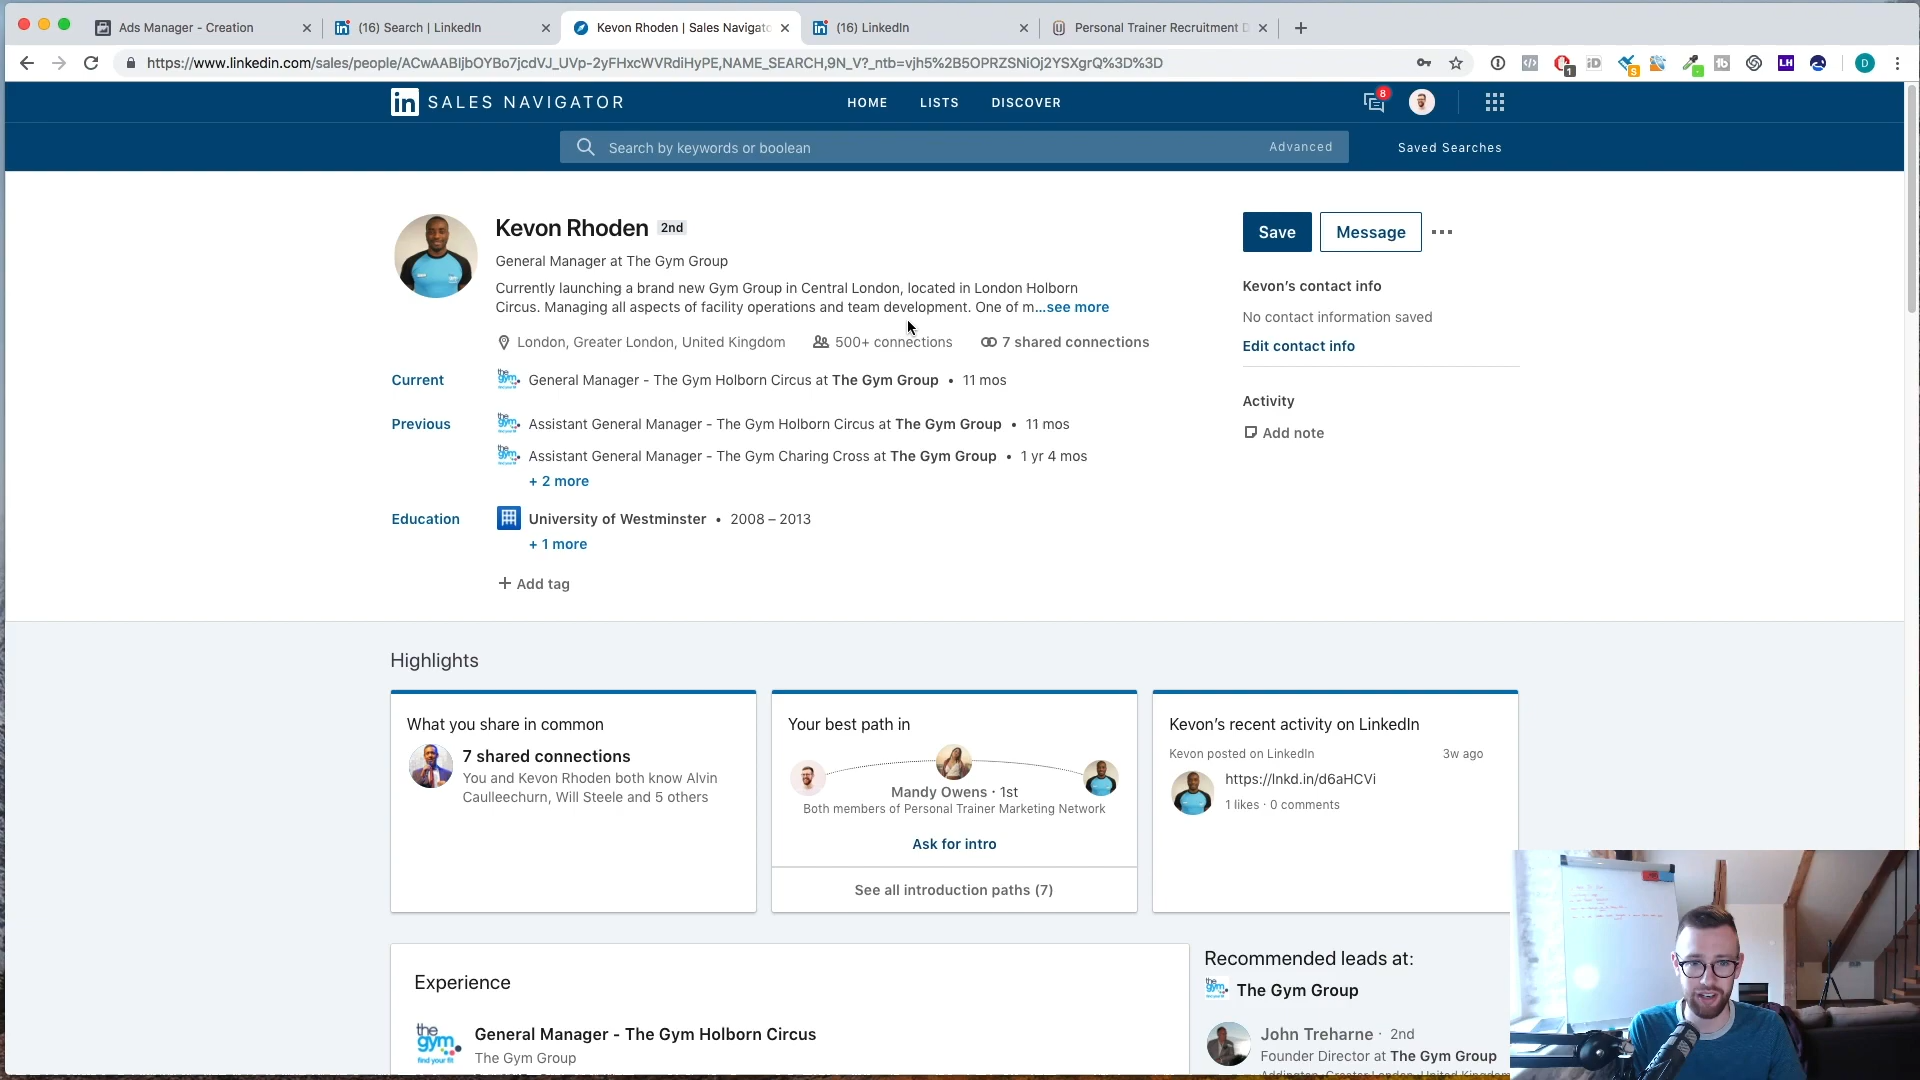 Ads Manager - Creation
(16) Search | LinkedIn
Kevon Rhoden | Sales Navigato
(16) LinkedIn
Personal Trainer Recruitment D
https://www.linkedin.com/sales/people/ACwAABIjbOYBo7jcdVJ_UVp-2yFHxcWVRdiHyPE,NAME_SEARCH,9N_V?_ntb=vjh5%2B5OPRZSNiOj2YSXgrQ%3D%3D
in SALES NAVIGATOR
HOME
LISTS
DISCOVER
8
Search by keywords or boolean
Advanced
Saved Searches
Kevon Rhoden 2nd
General Manager at The Gym Group
Currently launching a brand new Gym Group in Central London, located in London Holborn
Circus. Managing all aspects of facility operations and team development. One of m...see more
London, Greater London, United Kingdom
500+ connections
7 shared connections
Save
Message
Kevon's contact info
No contact information saved
Edit contact info
Activity
Add note
Current
General Manager - The Gym Holborn Circus at The Gym Group • 11 mos
Previous
Assistant General Manager - The Gym Holborn Circus at The Gym Group • 11 mos
Assistant General Manager - The Gym Charing Cross at The Gym Group • 1 yr 4 mos
+ 2 more
Education
University of Westminster • 2008 – 2013
+ 1 more
+ Add tag
Highlights
What you share in common
7 shared connections
You and Kevon Rhoden both know Alvin
Caulleechurn, Will Steele and 5 others
Your best path in
Mandy Owens · 1st
Both members of Personal Trainer Marketing Network
Ask for intro
See all introduction paths (7)
Kevon's recent activity on LinkedIn
Kevon posted on LinkedIn
3w ago
https://lnkd.in/d6aHCVi
1 likes · 0 comments
Experience
the gym. find your fit
General Manager - The Gym Holborn Circus
The Gym Group
Recommended leads at:
The Gym Group
John Treharne · 2nd
Founder Director at The Gym Group